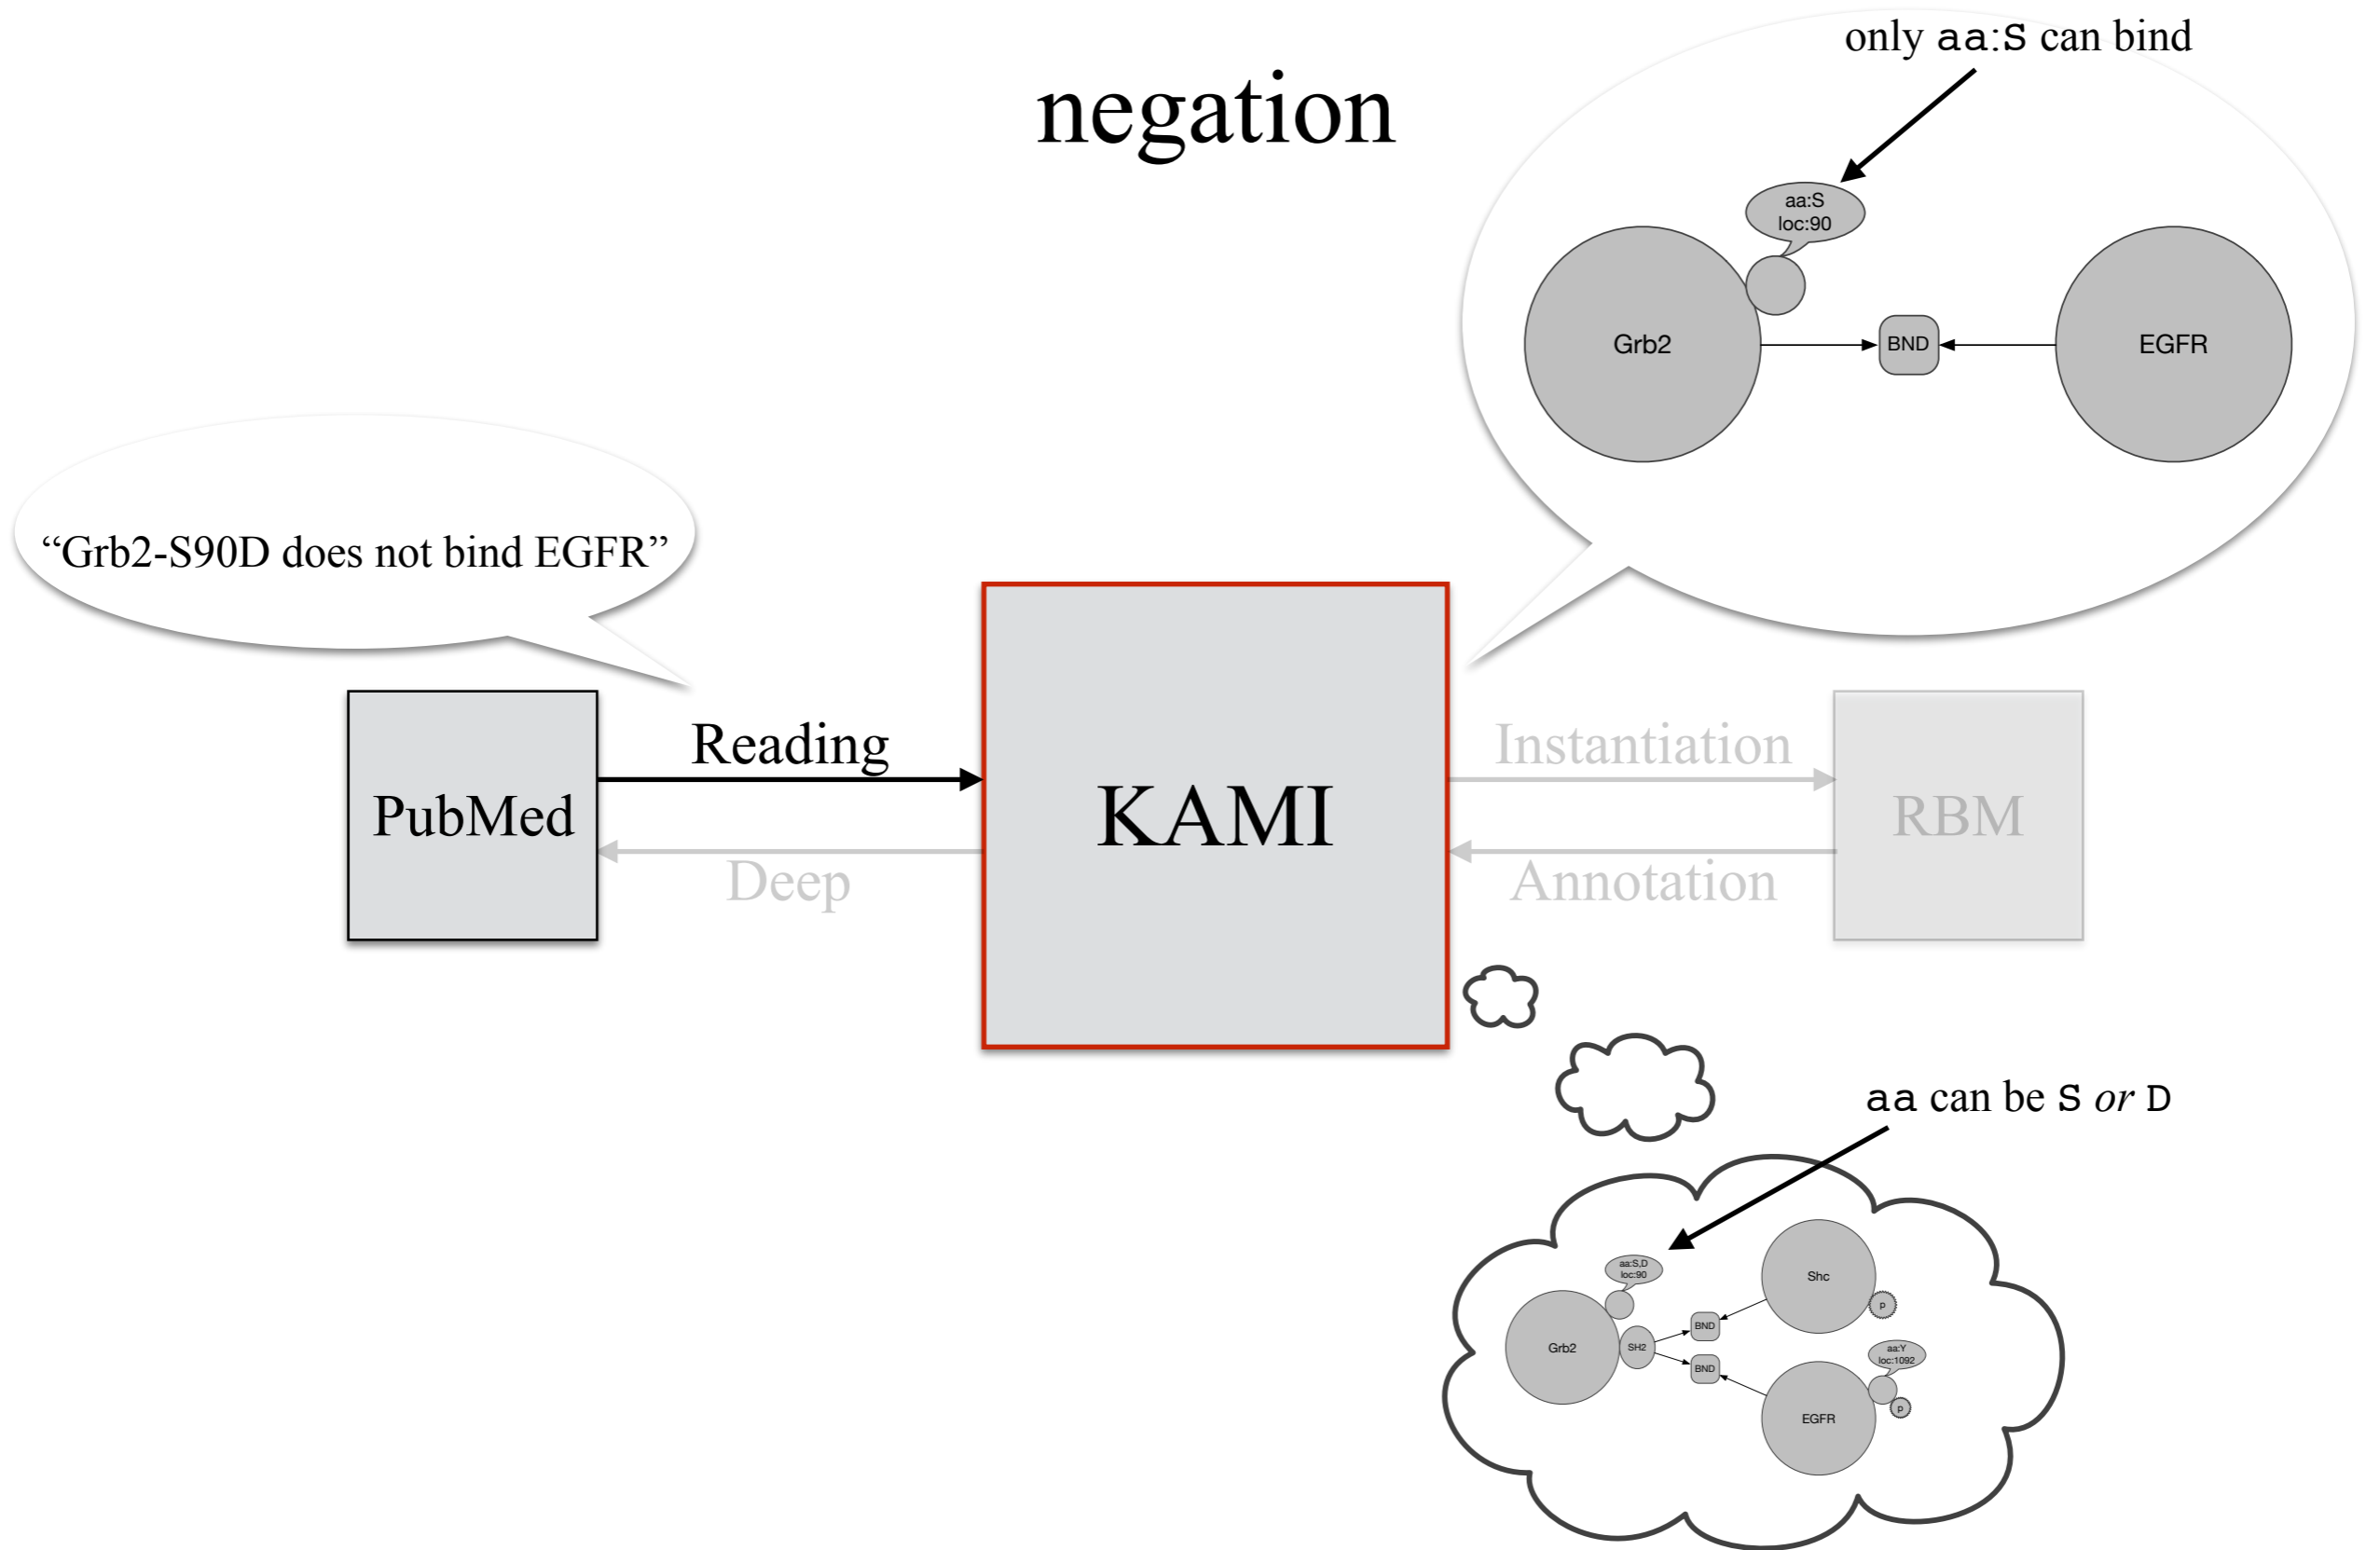 only aa:S can bind
negation
aa:S
loc:90
Grb2
BND
EGFR
“Grb2-S90D does not bind EGFR”
Reading
Instantiation
PubMed
KAMI
RBM
Deep
Annotation
aa can be S or D
aa:S,D
loc:90
Shc
p
BND
Grb2
SH2
aa:Y
loc:1092
BND
p
EGFR